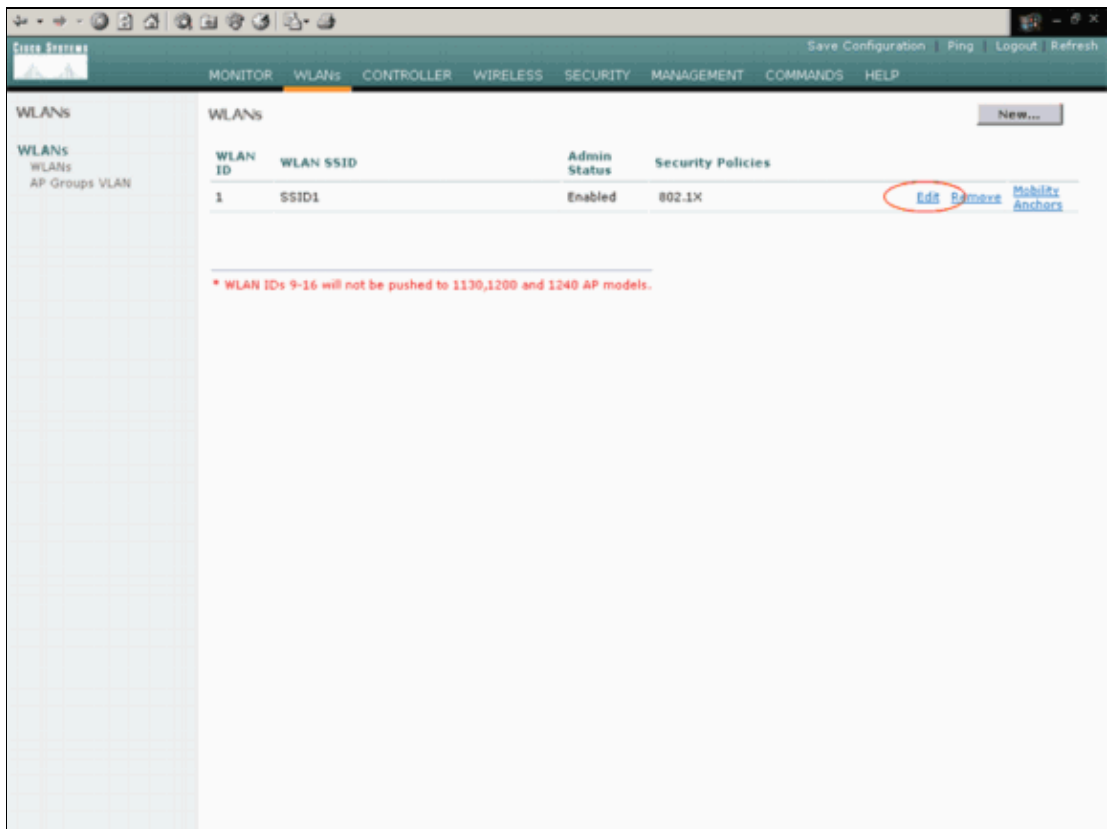 Save Configuration | Ping | Logout | Refresh
CISCO SYSTEMS
MONITOR WLANs CONTROLLER WIRELESS SECURITY MANAGEMENT COMMANDS HELP
WLANs
WLANs
WLANs
AP Groups VLAN
WLANs
New...
WLAN ID WLAN SSID Admin Status Security Policies
1 SSID1 Enabled 802.1X Edit Remove Mobility Anchors
* WLAN IDs 9-16 will not be pushed to 1130,1200 and 1240 AP models.